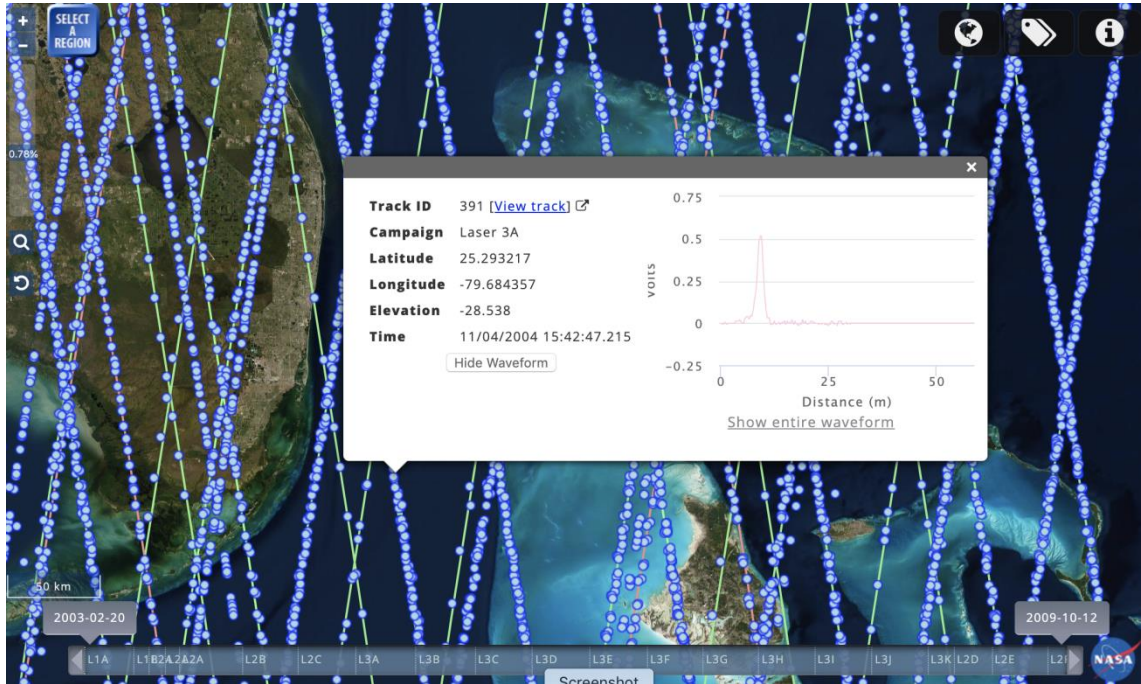 +
SELECT
A
REGION
−
0.78%
×
Track ID 391 [View track]
Campaign Laser 3A
Latitude 25.293217
Longitude -79.684357
Elevation -28.538
Time 11/04/2004 15:42:47.215
Hide Waveform
0.75
0.5
0.25
0
−0.25
volts
0 25 50
Distance (m)
Show entire waveform
50 km
2003-02-20
2009-10-12
L1A L2A L2B L2C L3A L3B L3C L3D L3E L3F L3G L3H L3I L3J L3K L2D L2E
NASA
Screenshot